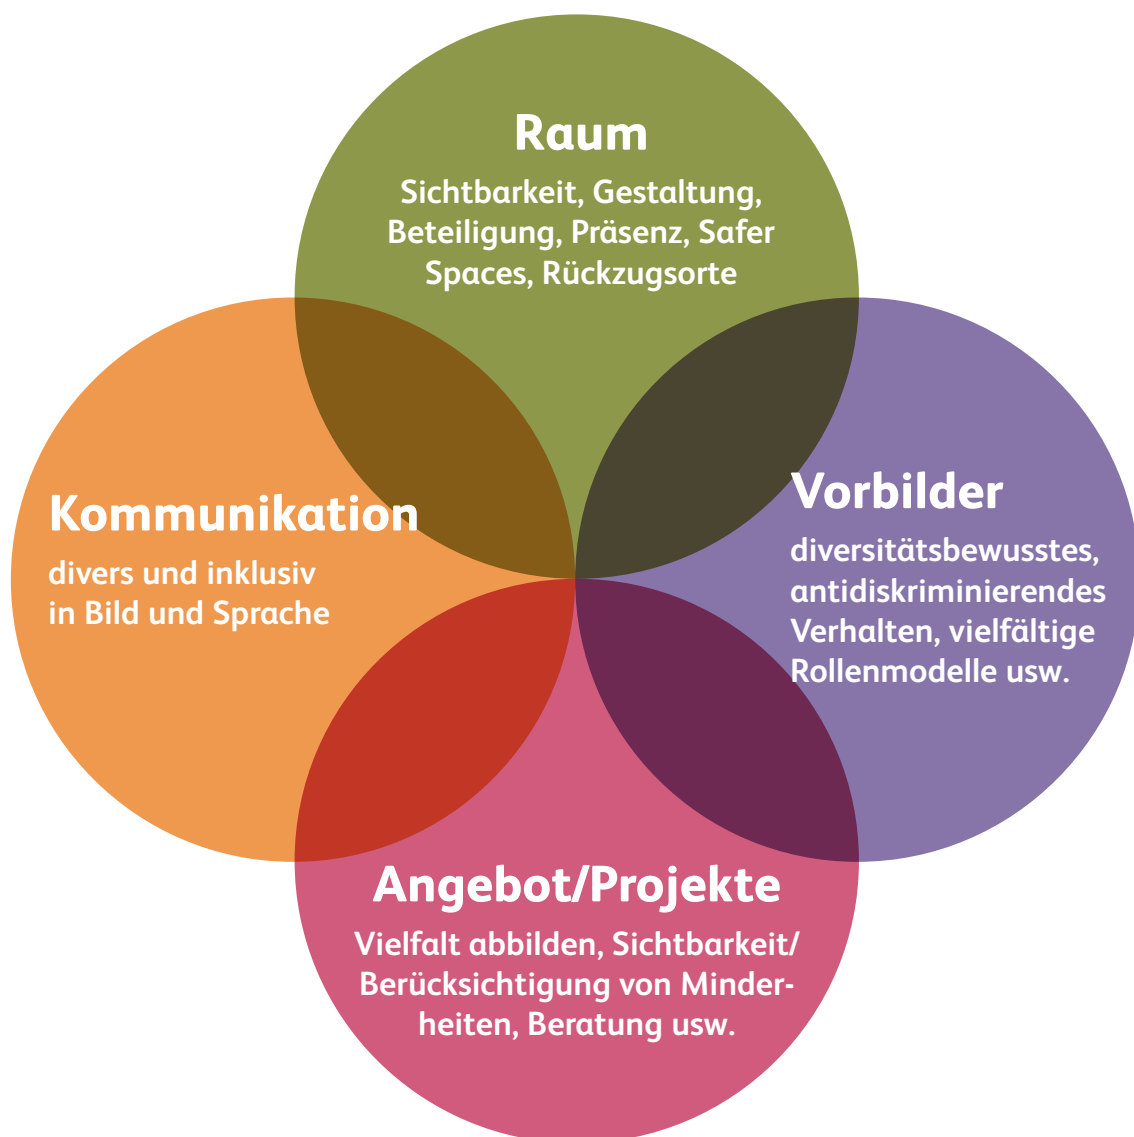 Raum
Sichtbarkeit, Gestaltung,
Beteiligung, Präsenz, Safer
Spaces, Rückzugsorte
Kommunikation
divers und inklusiv
in Bild und Sprache
Vorbilder
diversitätsbewusstes,
antidiskriminierendes
Verhalten, vielfältige
Rollenmodelle usw.
Angebot/Projekte
Vielfalt abbilden, Sichtbarkeit/
Berücksichtigung von Minder-
heiten, Beratung usw.